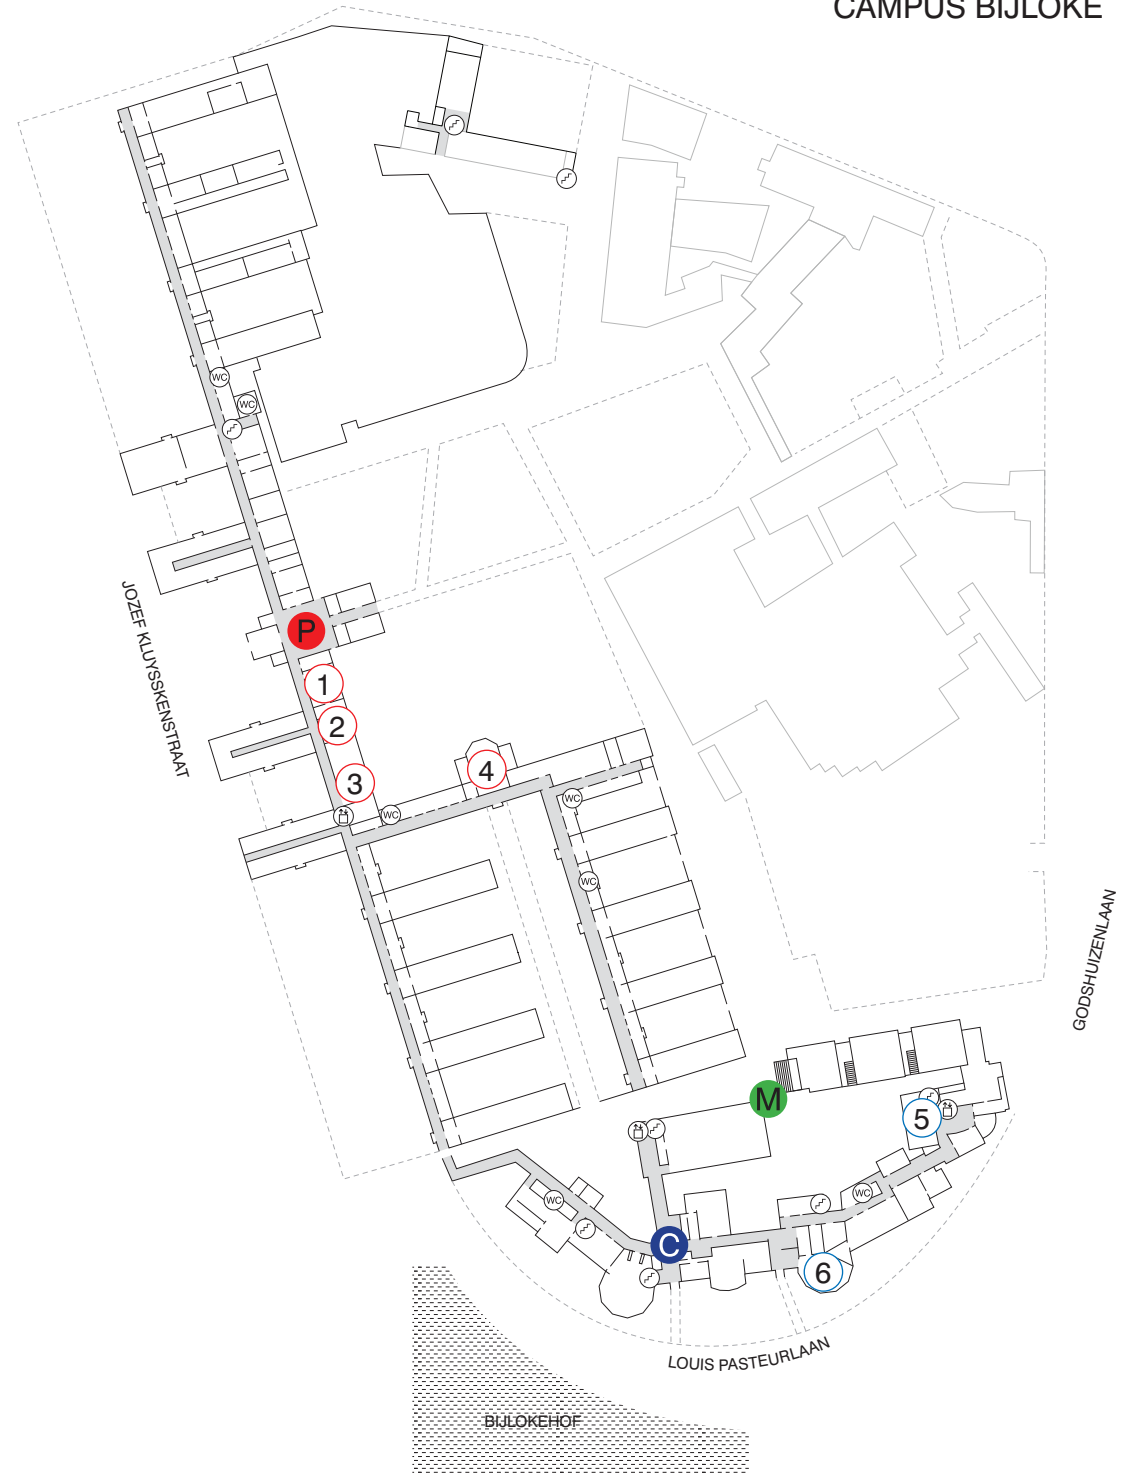 CAMPUS BIJLOKE
WC
WC
JOZEF KLUYSSKENSTRAAT
P
1
2
3
4
WC
WC
WC
GODSHUIZENLAAN
M
5
WC
WC
C
6
LOUIS PASTEURLAAN
BIJLOKEHOF